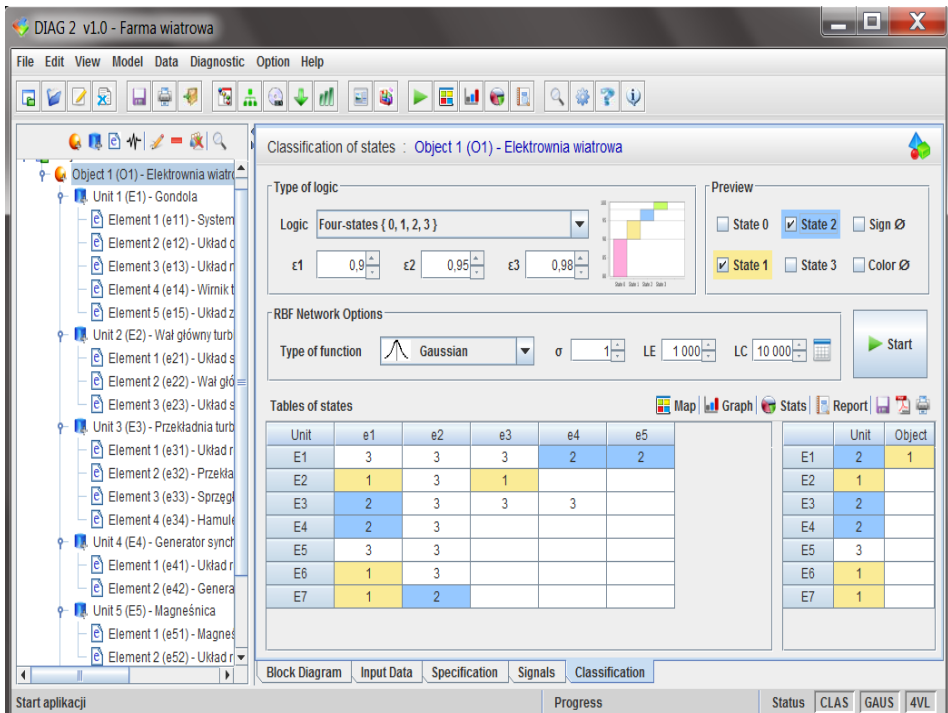 DIAG 2 v1.0 - Farma wiatrowa
File Edit View Model Data Diagnostic Option Help
Object 1 (O1) - Elektrownia wiatro
Unit 1 (E1) - Gondola
Element 1 (e11) - System
Element 2 (e12) - Układ
Element 3 (e13) - Układ
Element 4 (e14) - Wirnik t
Element 5 (e15) - Układ z
Unit 2 (E2) - Wał główny turb
Element 1 (e21) - Układ s
Element 2 (e22) - Wał głó
Element 3 (e23) - Układ s
Unit 3 (E3) - Przekładnia turb
Element 1 (e31) - Układ r
Element 2 (e32) - Przekła
Element 3 (e33) - Sprzęgł
Element 4 (e34) - Hamule
Unit 4 (E4) - Generator synch
Element 1 (e41) - Układ r
Element 2 (e42) - Genera
Unit 5 (E5) - Magneśnica
Element 1 (e51) - Magneś
Element 2 (e52) - Układ r
Classification of states : Object 1 (O1) - Elektrownia wiatrowa
Type of logic
Logic Four-states { 0, 1, 2, 3 }
ε1 0,9 ε2 0,95 ε3 0,98
Preview
State 0 State 2 Sign Ø
State 1 State 3 Color Ø
RBF Network Options
Type of function Gaussian σ 1 LE 1 000 LC 10 000
Start
Tables of states Map Graph Stats Report
Unit e1 e2 e3 e4 e5 Unit Object
E1 3 3 3 2 2 E1 2 1
E2 1 3 1 E2 1
E3 2 3 3 3 E3 2
E4 2 3 E4 2
E5 3 3 E5 3
E6 1 3 E6 1
E7 1 2 E7 1
Block Diagram Input Data Specification Signals Classification
Start aplikacji Progress Status CLAS GAUS 4VL